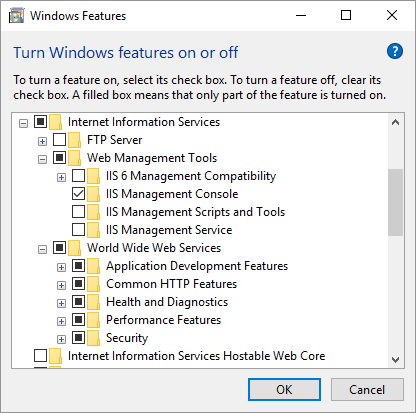 Windows Features
Turn Windows features on or off
To turn a feature on, select its check box. To turn a feature off, clear its
check box. A filled box means that only part of the feature is turned on.
Internet Information Services
FTP Server
Web Management Tools
IIS 6 Management Compatibility
IIS Management Console
IIS Management Scripts and Tools
IIS Management Service
World Wide Web Services
Application Development Features
Common HTTP Features
Health and Diagnostics
Performance Features
Security
Internet Information Services Hostable Web Core
OK
Cancel